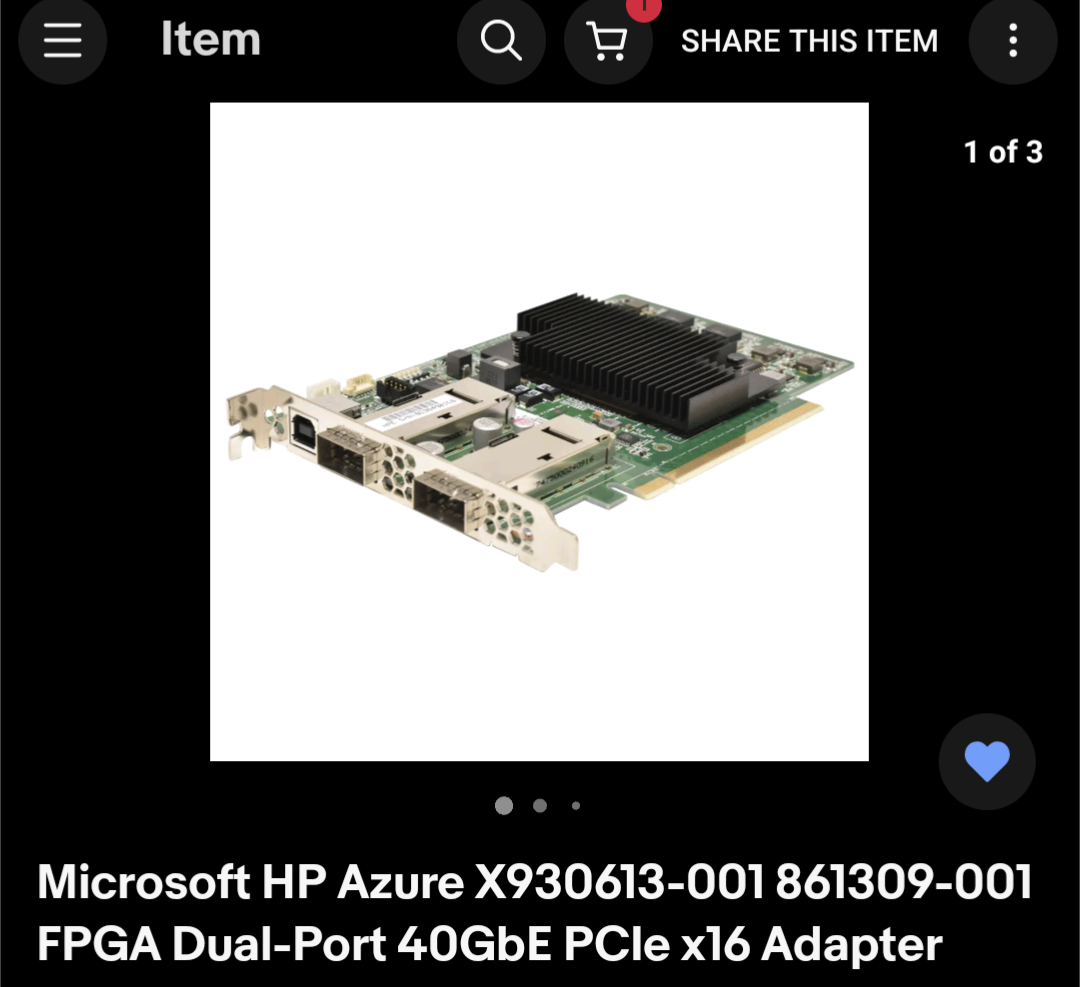 Item
SHARE THIS ITEM
1 of 3
Microsoft HP Azure X930613-001 861309-001
FPGA Dual-Port 40GbE PCIe x16 Adapter